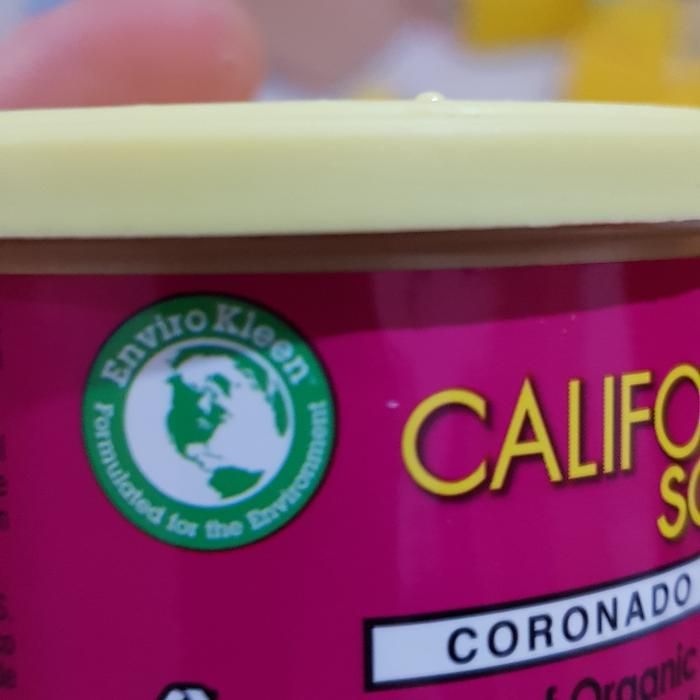 Enviro Kleen
Formulated for the Environment
CALIFO
SC
CORONADO
Organic